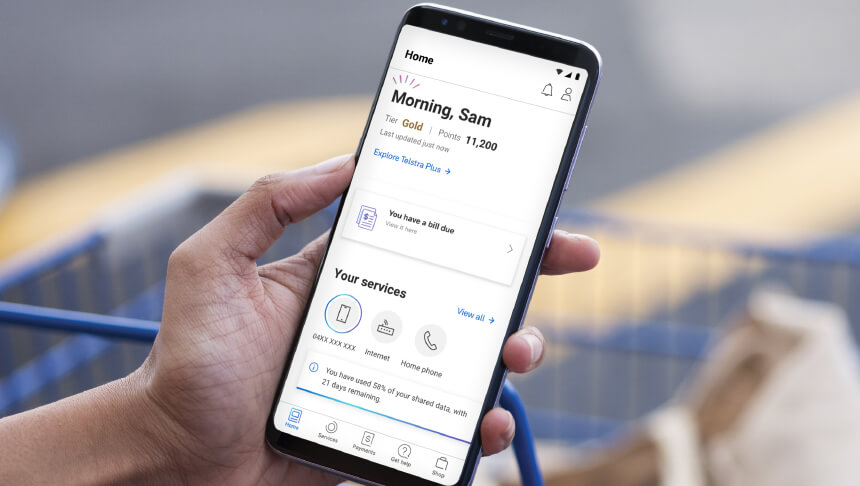 Home
Morning, Sam
Tier Gold | Points 11,200
Last updated just now
Explore Telstra Plus →
You have a bill due
View it here
Your services
View all →
04XX XXX XXX
Internet
Home phone
You have used 58% of your shared data, with
21 days remaining.
Home
Services
Payments
Get help
Shop